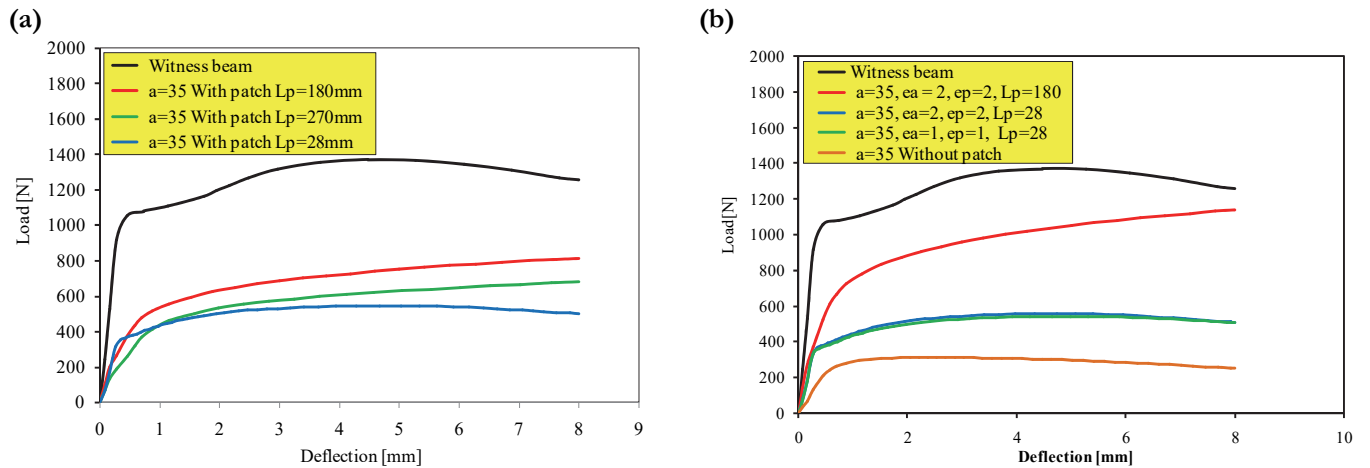 (a)
2000
1800
1600
1400
1200
1000
800
600
400
200
0
Load [N]
Witness beam
a=35 With patch Lp=180mm
a=35 With patch Lp=270mm
a=35 With patch Lp=28mm
0 1 2 3 4 5 6 7 8 9
Deflection [mm]
(b)
2000
1800
1600
1400
1200
1000
800
600
400
200
0
Load[N]
Witness beam
a=35, ea = 2, ep=2, Lp=180
a=35, ea=2, ep=2, Lp=28
a=35, ea=1, ep=1, Lp=28
a=35 Without patch
0 2 4 6 8 10
Deflection [mm]